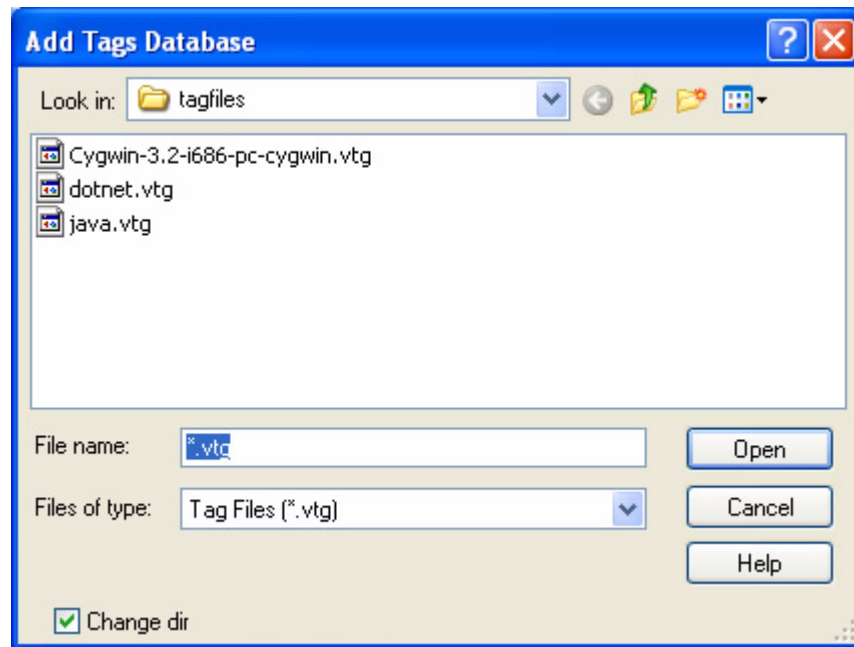 Add Tags Database
Look in: tagfiles
Cygwin-3.2-i686-pc-cygwin.vtg
dotnet.vtg
java.vtg
File name: *.vtg Open
Files of type: Tag Files (*.vtg) Cancel
Help
Change dir